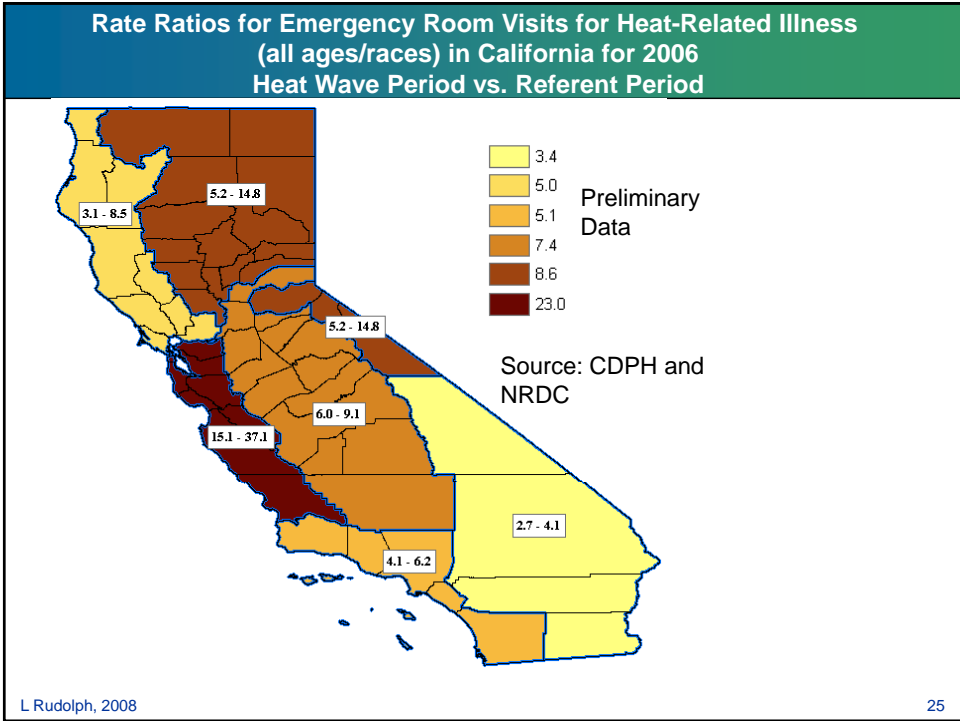 Rate Ratios for Emergency Room Visits for Heat-Related Illness
(all ages/races) in California for 2006
Heat Wave Period vs. Referent Period
3.4
5.0
5.1
7.4
8.6
23.0
Preliminary
Data
5.2 - 14.8
3.1 - 8.5
5.2 - 14.8
Source: CDPH and
NRDC
6.0 - 9.1
15.1 - 37.1
2.7 - 4.1
4.1 - 6.2
L Rudolph, 2008
25